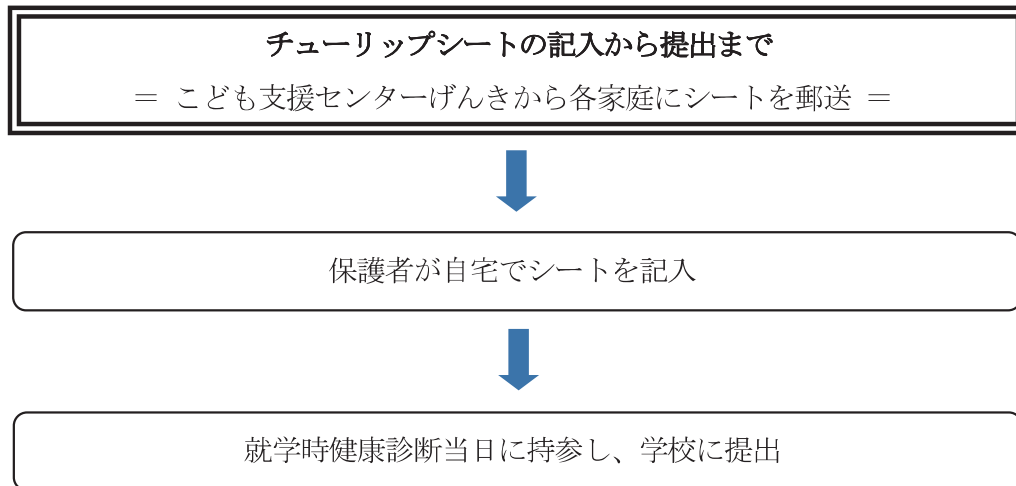 チューリップシートの記入から提出まで
＝ こども支援センターげんきから各家庭にシートを郵送 ＝
保護者が自宅でシートを記入
就学時健康診断当日に持参し、学校に提出